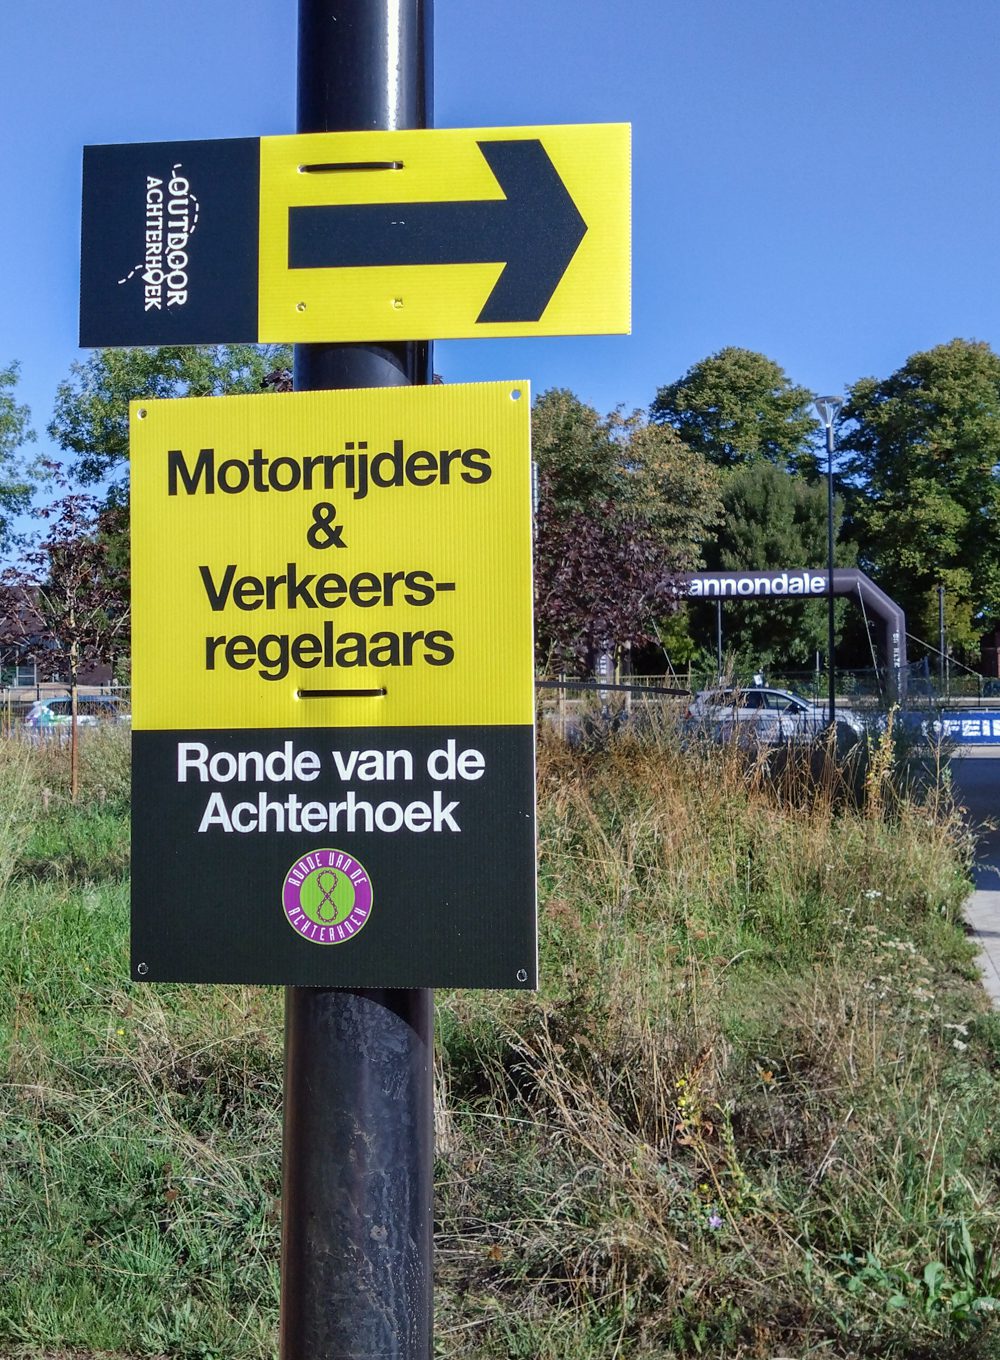 OUTDOOR
ACHTERHOEK
Motorrijders
&
Verkeers-
regelaars
Ronde van de
Achterhoek
RONDE VAN DE
ACHTERHOEK
annondale